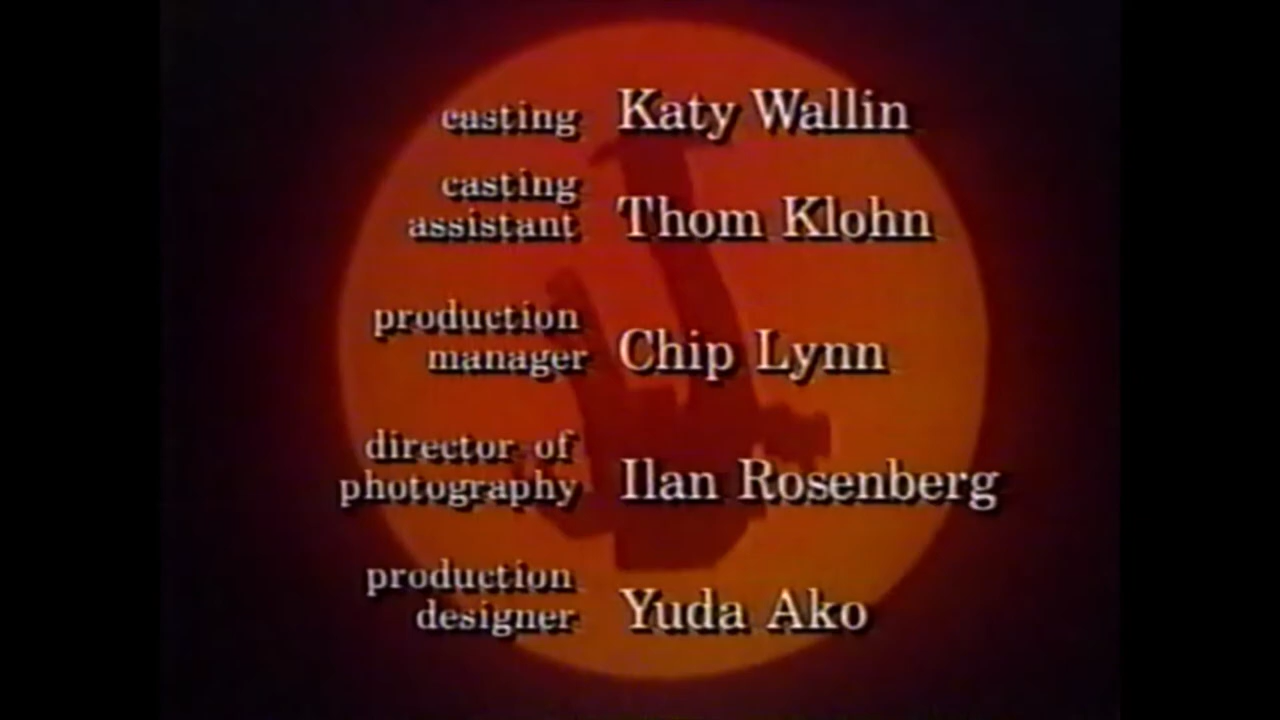 casting Katy Wallin
casting
assistant Thom Klohn
production
manager Chip Lynn
director of
photography Ilan Rosenberg
production
designer Yuda Ako